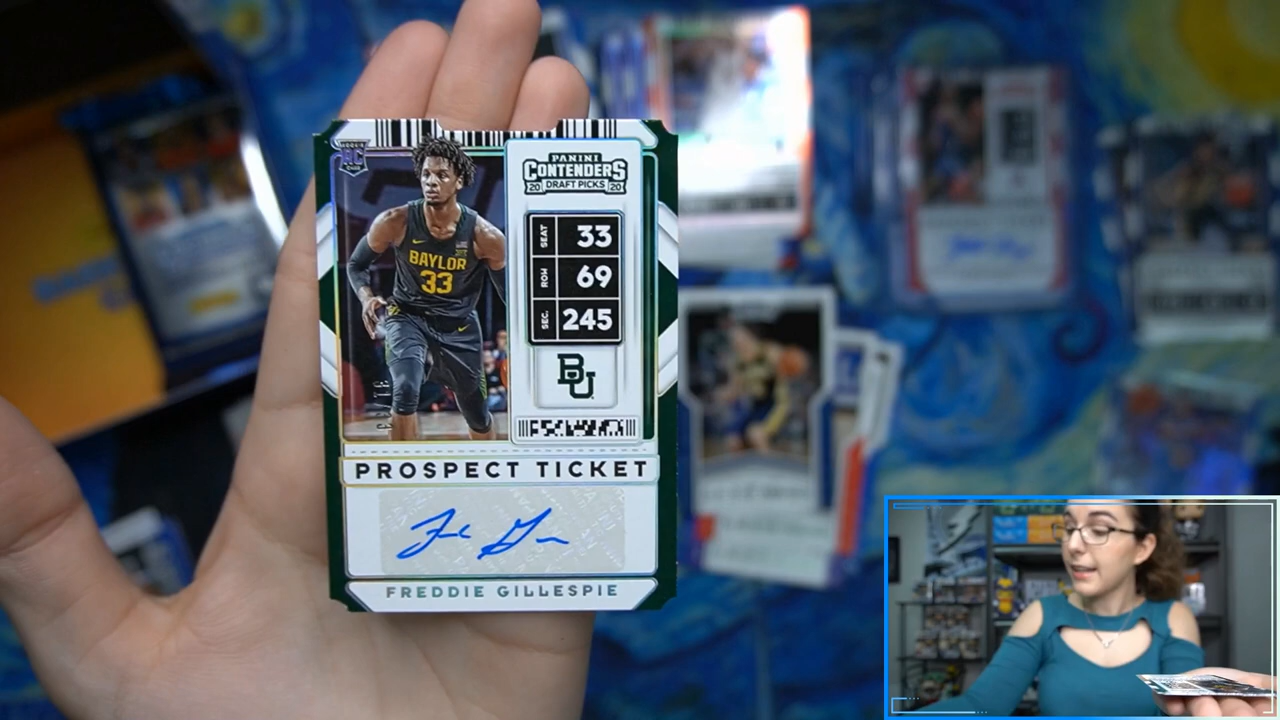 RC
PANINI
CONTENDERS
20 DRAFT PICKS 20
SEAT 33
ROW 69
SEC. 245
BAYLOR
33
BU
PROSPECT TICKET
FREDDIE GILLESPIE